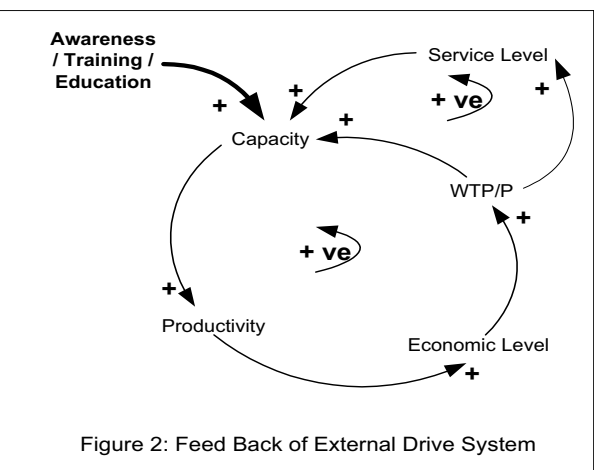 Awareness
/ Training /
Education
Service Level
+
+
+ ve
+
+
Capacity
WTP/P
+
+ ve
+
Productivity
Economic Level
+
Figure 2: Feed Back of External Drive System